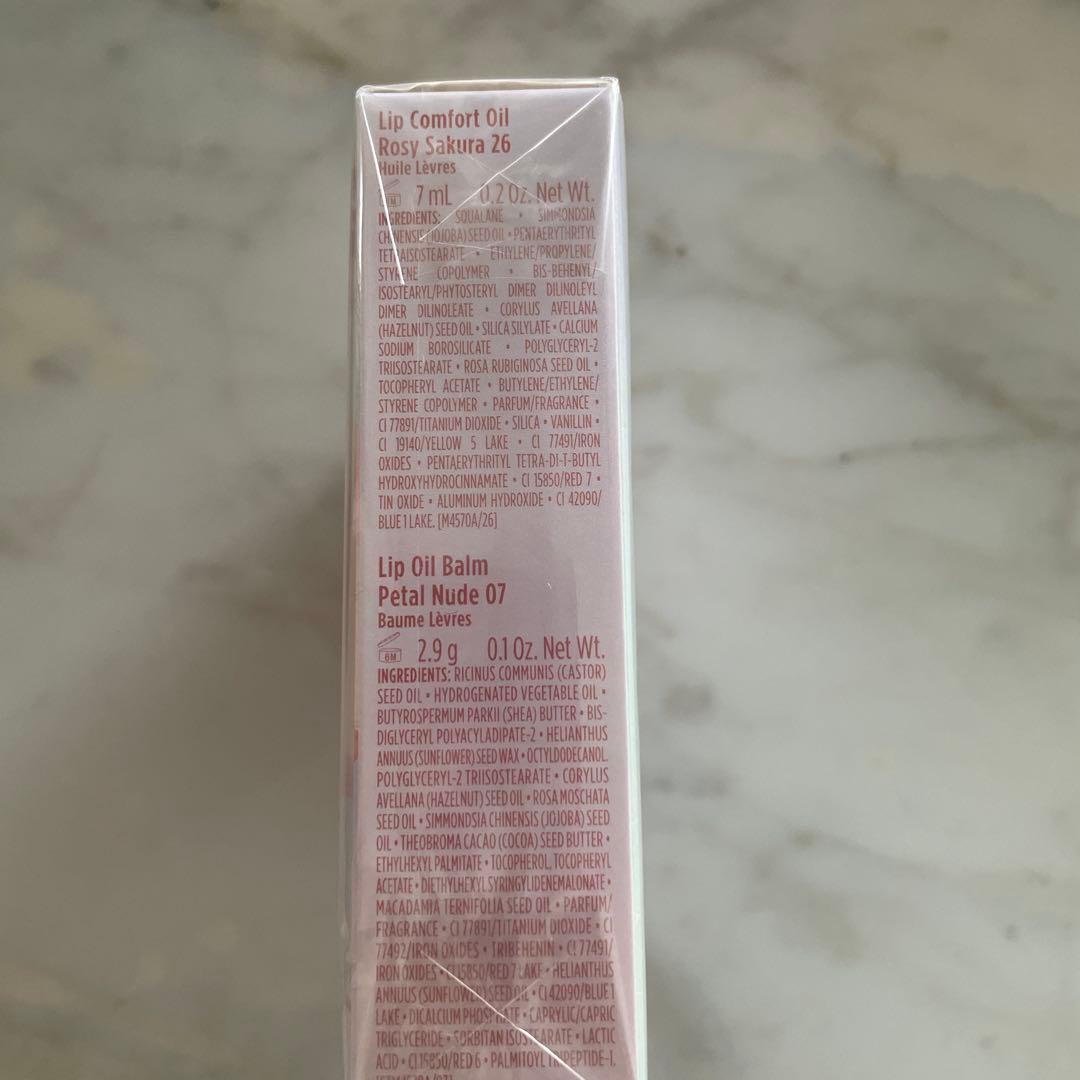 Lip Comfort Oil
Rosy Sakura 26
Huile Lèvres
7 mL 0.2 Oz. Net Wt.
INGREDIENTS: SQUALANE • SIMMONDSIA
CHINENSIS (JOJOBA) SEED OIL • PENTAERYTHRITYL
TETRAISOSTEARATE • ETHYLENE/PROPYLENE/
STYRENE COPOLYMER • BIS-BEHENYL/
ISOSTEARYL/PHYTOSTERYL DIMER DILINOLEYL
DIMER DILINOLEATE • CORYLUS AVELLANA
(HAZELNUT) SEED OIL • SILICA SILYLATE • CALCIUM
SODIUM BOROSILICATE • POLYGLYCERYL-2
TRIISOSTEARATE • ROSA RUBIGINOSA SEED OIL •
TOCOPHERYL ACETATE • BUTYLENE/ETHYLENE/
STYRENE COPOLYMER • PARFUM/FRAGRANCE •
CI 77891/TITANIUM DIOXIDE • SILICA • VANILLIN •
CI 19140/YELLOW 5 LAKE • CI 77491/IRON
OXIDES • PENTAERYTHRITYL TETRA-DI-T-BUTYL
HYDROXYHYDROCINNAMATE • CI 15850/RED 7 •
TIN OXIDE • ALUMINUM HYDROXIDE • CI 42090/
BLUE 1 LAKE. [M4570A/26]
Lip Oil Balm
Petal Nude 07
Baume Lèvres
6M 2.9 g 0.1 Oz. Net Wt.
INGREDIENTS: RICINUS COMMUNIS (CASTOR)
SEED OIL • HYDROGENATED VEGETABLE OIL •
BUTYROSPERMUM PARKII (SHEA) BUTTER • BIS-
DIGLYCERYL POLYACYLADIPATE-2 • HELIANTHUS
ANNUUS (SUNFLOWER) SEED WAX • OCTYLDODECANOL.
POLYGLYCERYL-2 TRIISOSTEARATE • CORYLUS
AVELLANA (HAZELNUT) SEED OIL • ROSA MOSCHATA
SEED OIL • SIMMONDSIA CHINENSIS (JOJOBA) SEED
OIL • THEOBROMA CACAO (COCOA) SEED BUTTER •
ETHYLHEXYL PALMITATE • TOCOPHEROL, TOCOPHERYL
ACETATE • DIETHYLHEXYL SYRINGYLIDENEMALONATE •
MACADAMIA TERNIFOLIA SEED OIL • PARFUM/
FRAGRANCE • CI 77891/TITANIUM DIOXIDE • CI
77492/IRON OXIDES • TRIBEHENIN • CI 77491/
IRON OXIDES • CI 15850/RED 7 LAKE • HELIANTHUS
ANNUUS (SUNFLOWER) SEED OIL • CI 42090/BLUE 1
LAKE • DICALCIUM PHOSPHATE • CAPRYLIC/CAPRIC
TRIGLYCERIDE • SORBITAN ISOSTEARATE • LACTIC
ACID • CI 15850/RED 6 • PALMITOYL TRIPEPTIDE-1.